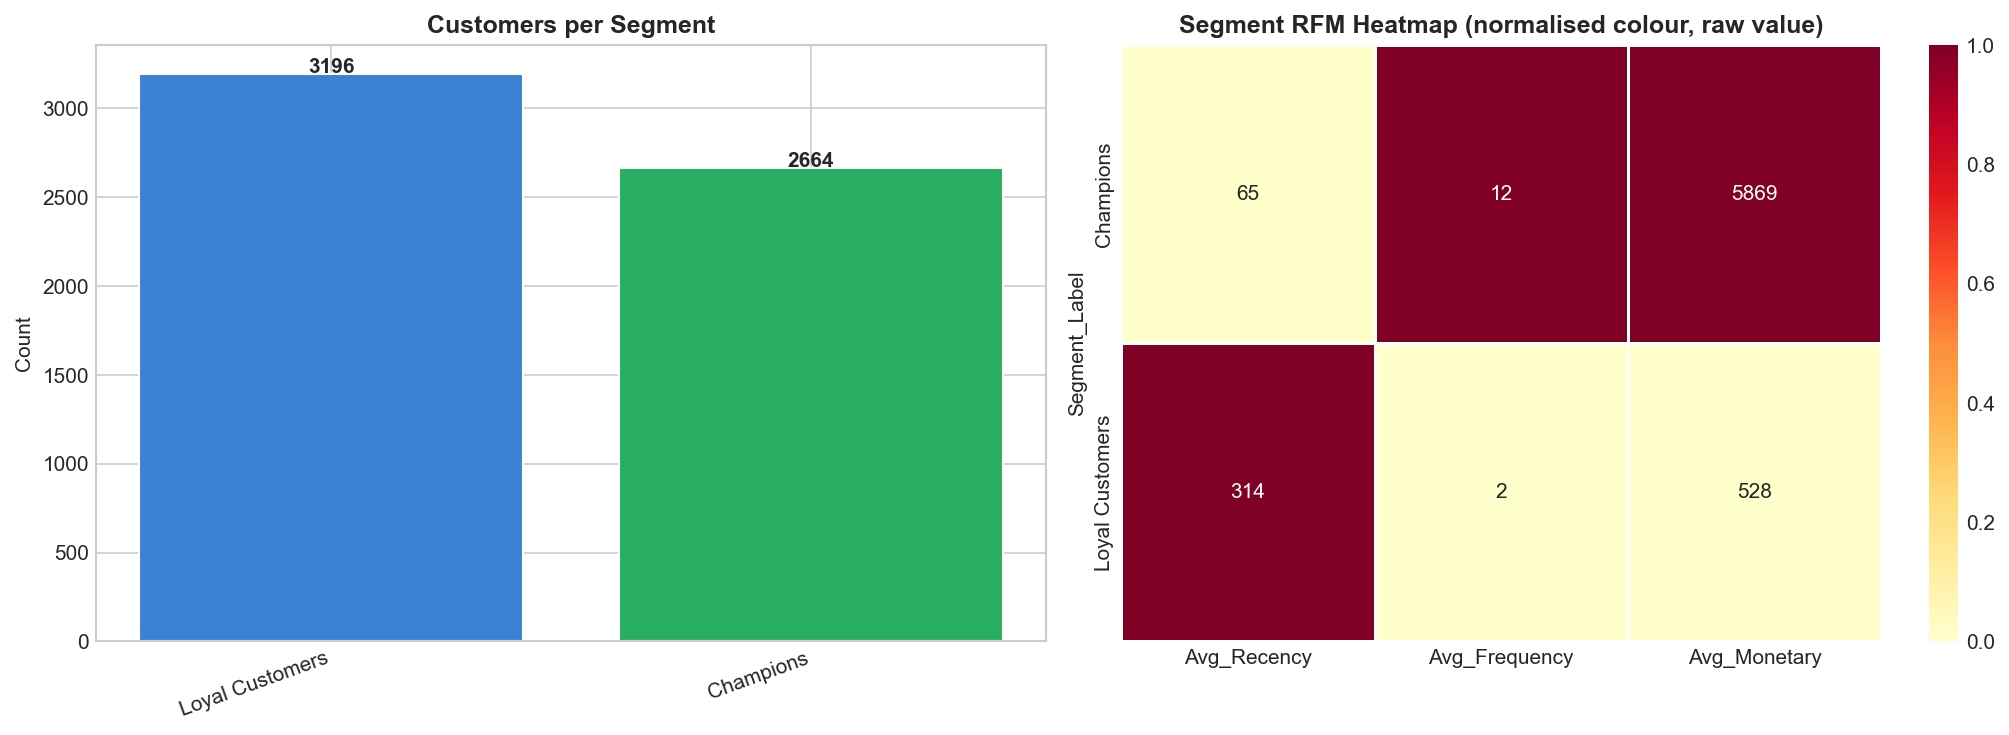 Customers per Segment
3196
2664
3000
2500
2000
1500
1000
500
0
Count
Loyal Customers
Champions
Segment RFM Heatmap (normalised colour, raw value)
Segment_Label
Champions
65
12
5869
Loyal Customers
314
2
528
Avg_Recency
Avg_Frequency
Avg_Monetary
1.0
0.8
0.6
0.4
0.2
0.0